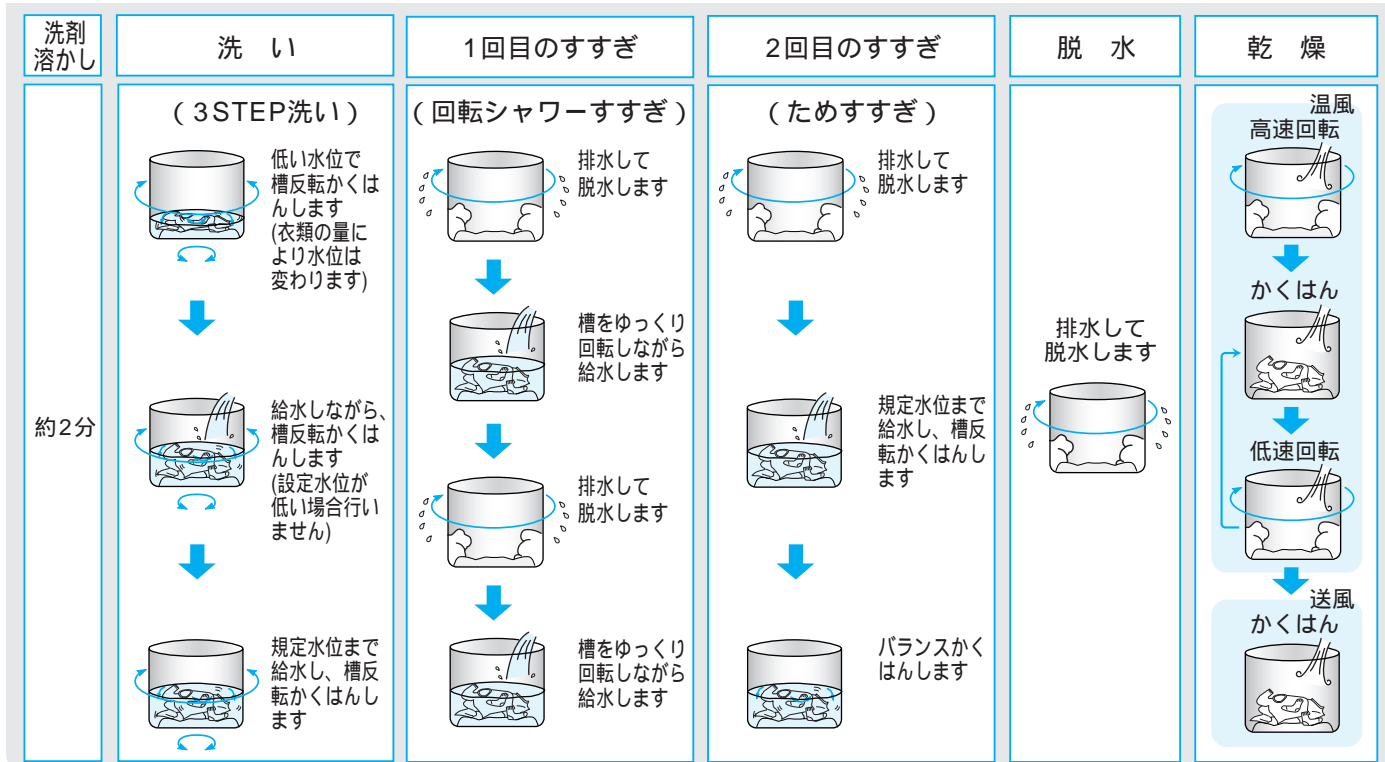 洗剤
溶かし
洗 い
1回目のすすぎ
2回目のすすぎ
脱 水
乾 燥
約2分
(3STEP洗い)
低い水位で
槽反転かくは
んします
(衣類の量に
より水位は
変わります)
給水しながら、
槽反転かくは
んします
(設定水位が
低い場合行い
ません)
規定水位まで
給水し、槽反
転かくはんし
ます
(回転シャワーすすぎ)
排水して
脱水します
槽をゆっくり
回転しながら
給水します
排水して
脱水します
槽をゆっくり
回転しながら
給水します
(ためすすぎ)
排水して
脱水します
規定水位まで
給水し、槽反
転かくはんし
ます
バランスかく
はんします
排水して
脱水します
温風
高速回転
かくはん
低速回転
送風
かくはん